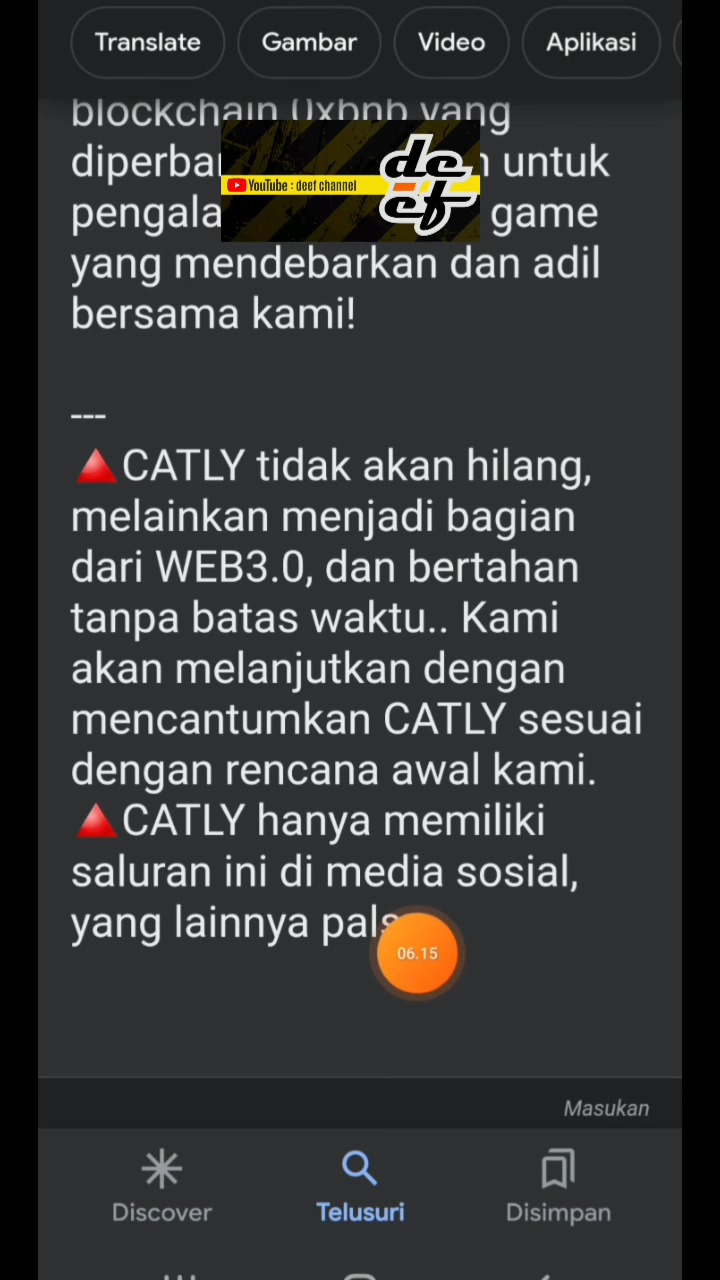 Translate Gambar Video Aplikasi
blockchain 0xbnb yang
untuk
YouTube : deef channel
deef
game
yang mendebarkan dan adil
bersama kami!
---
CATLY tidak akan hilang,
melainkan menjadi bagian
dari WEB3.0, dan bertahan
tanpa batas waktu.. Kami
akan melanjutkan dengan
mencantumkan CATLY sesuai
dengan rencana awal kami.
CATLY hanya memiliki
saluran ini di media sosial,
yang lainnya
06.15
Masukan
Discover Telusuri Disimpan